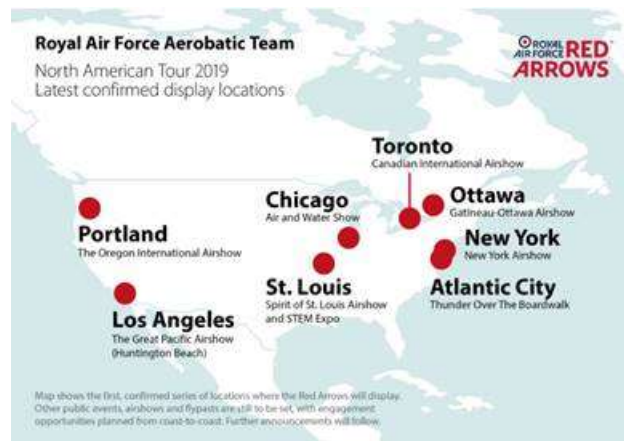 Royal Air Force Aerobatic Team
North American Tour 2019
Latest confirmed display locations
ROYAL
AIR FORCE
RED
ARROWS
Toronto
Canadian International Airshow
Chicago
Air and Water Show
Ottawa
Gatineau-Ottawa Airshow
Portland
The Oregon International Airshow
New York
New York Airshow
St. Louis
Spirit of St. Louis Airshow
and STEM Expo
Atlantic City
Thunder Over The Boardwalk
Los Angeles
The Great Pacific Airshow
(Huntington Beach)
Map shows the first, confirmed series of locations where the Red Arrows will display.
Other public events, airshows and flypasts are still to be set, with engagement
opportunities planned from coast-to-coast. Further announcements will follow.